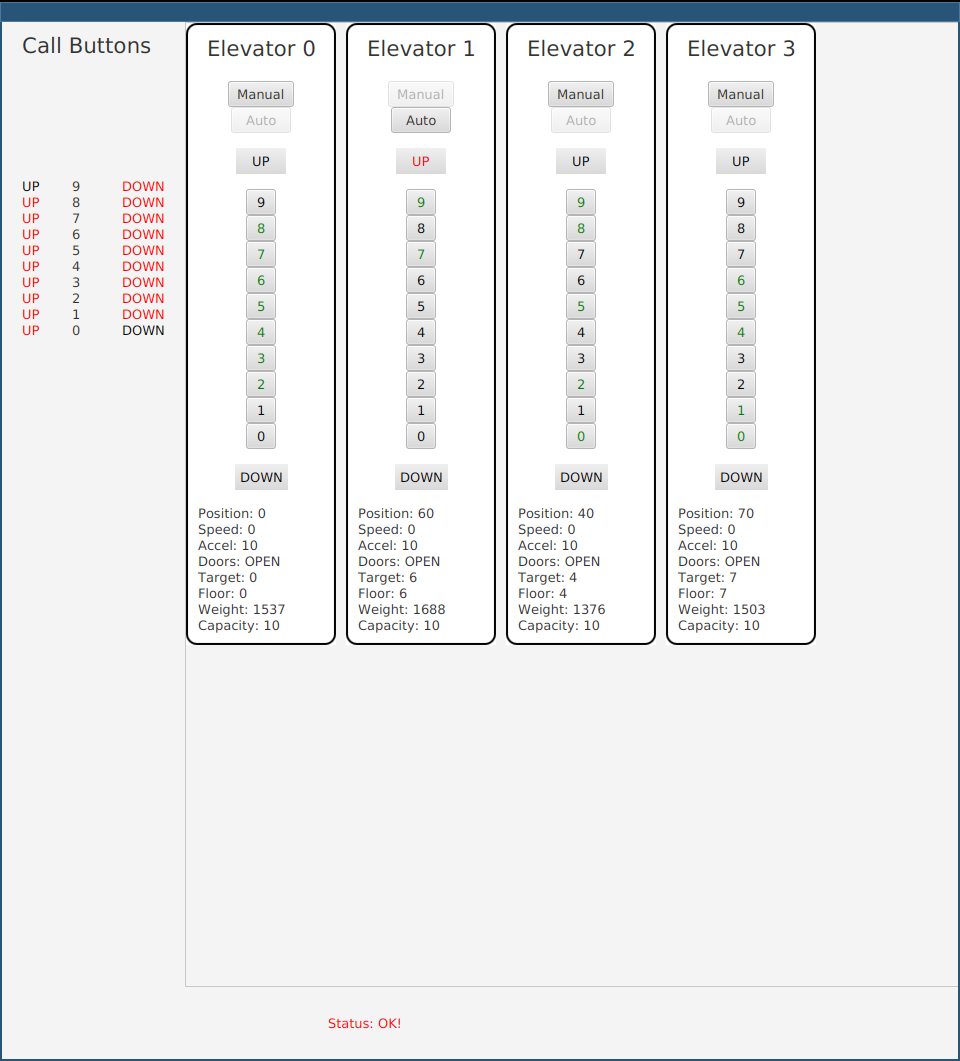 Call Buttons
UP 9 DOWN
UP 8 DOWN
UP 7 DOWN
UP 6 DOWN
UP 5 DOWN
UP 4 DOWN
UP 3 DOWN
UP 2 DOWN
UP 1 DOWN
UP 0 DOWN
Elevator 0
Manual
Auto
UP
9
8
7
6
5
4
3
2
1
0
DOWN
Position: 0
Speed: 0
Accel: 10
Doors: OPEN
Target: 0
Floor: 0
Weight: 1537
Capacity: 10
Elevator 1
Manual
Auto
UP
9
8
7
6
5
4
3
2
1
0
DOWN
Position: 60
Speed: 0
Accel: 10
Doors: OPEN
Target: 6
Floor: 6
Weight: 1688
Capacity: 10
Elevator 2
Manual
Auto
UP
9
8
7
6
5
4
3
2
1
0
DOWN
Position: 40
Speed: 0
Accel: 10
Doors: OPEN
Target: 4
Floor: 4
Weight: 1376
Capacity: 10
Elevator 3
Manual
Auto
UP
9
8
7
6
5
4
3
2
1
0
DOWN
Position: 70
Speed: 0
Accel: 10
Doors: OPEN
Target: 7
Floor: 7
Weight: 1503
Capacity: 10
Status: OK!